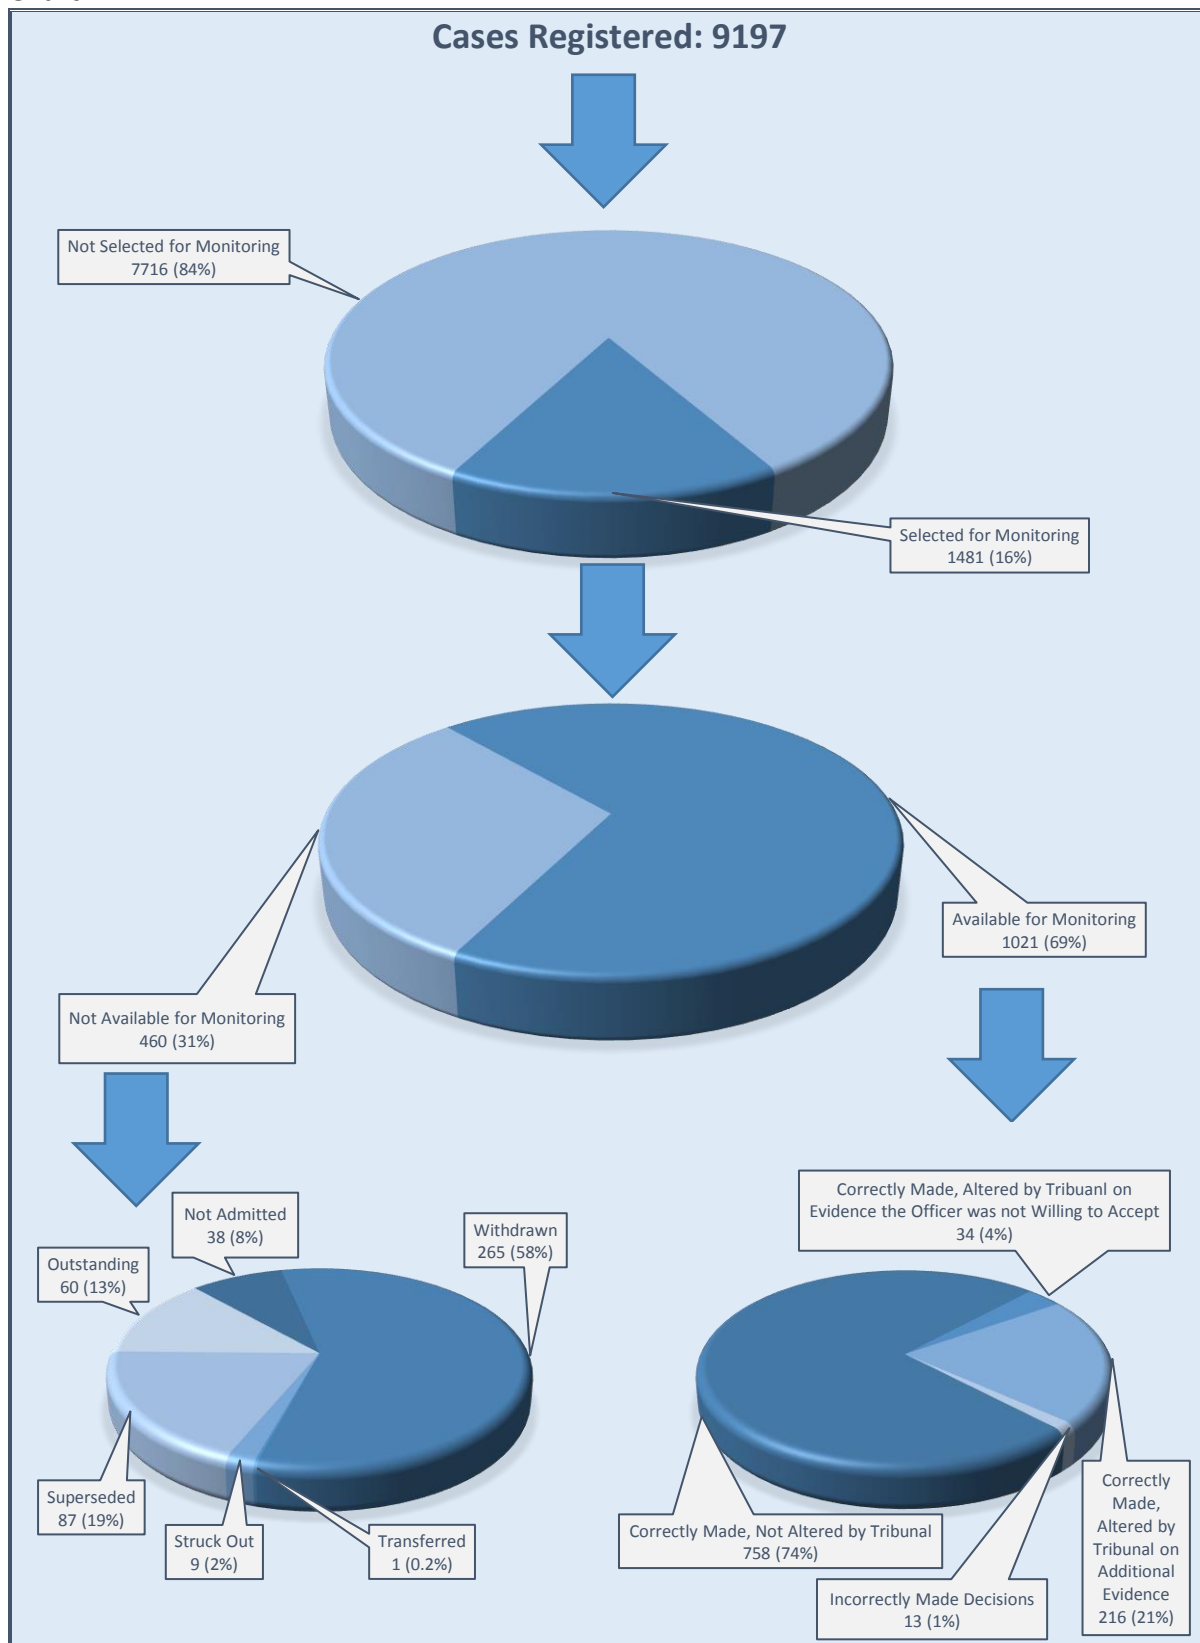 Cases Registered: 9197
Not Selected for Monitoring
7716 (84%)
Selected for Monitoring
1481 (16%)
Available for Monitoring
1021 (69%)
Not Available for Monitoring
460 (31%)
Not Admitted
38 (8%)
Withdrawn
265 (58%)
Outstanding
60 (13%)
Superseded
87 (19%)
Struck Out
9 (2%)
Transferred
1 (0.2%)
Correctly Made, Altered by Tribuanl on
Evidence the Officer was not Willing to Accept
34 (4%)
Correctly Made, Not Altered by Tribunal
758 (74%)
Incorrectly Made Decisions
13 (1%)
Correctly
Made,
Altered by
Tribunal on
Additional
Evidence
216 (21%)